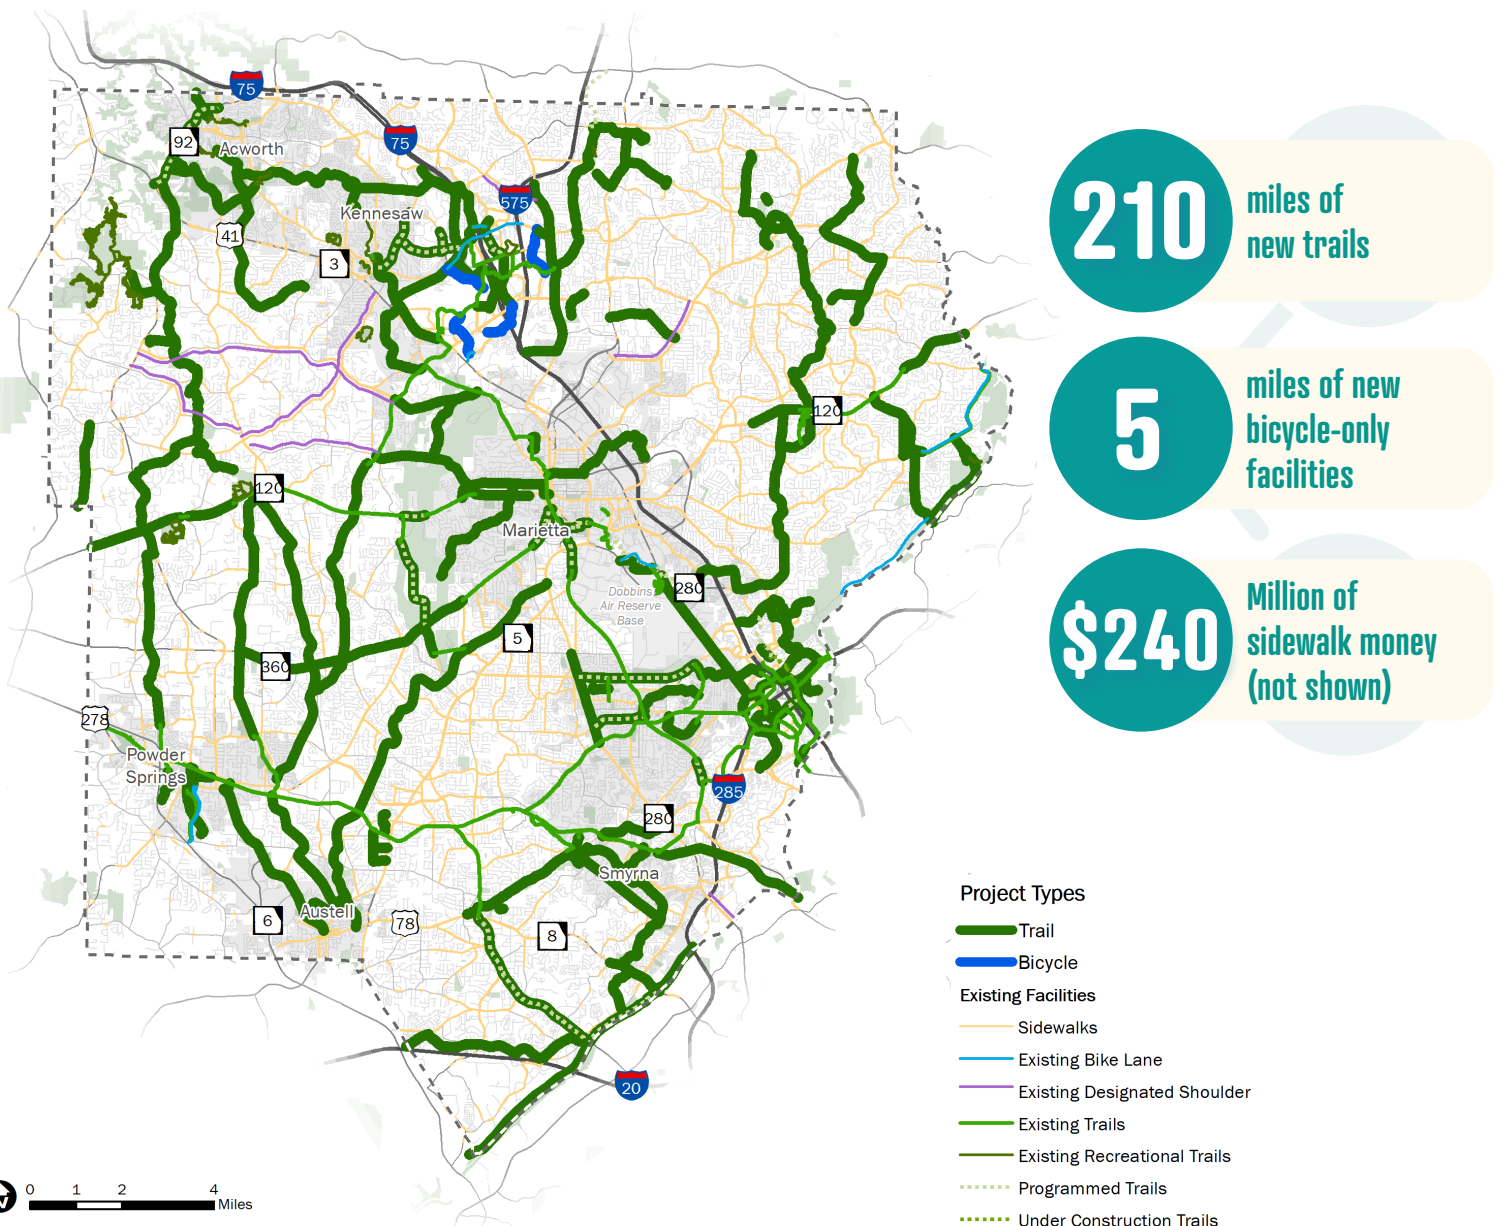 75
92
Acworth
75
575
Kennesaw
41
3
120
120
Marietta
Dobbins
Air Reserve
Base
280
5
360
278
Powder
Springs
285
280
Smyrna
Austell
6
78
8
20
0 1 2 4
Miles
210
miles of
new trails
5
miles of new
bicycle-only
facilities
$240
Million of
sidewalk money
(not shown)
Project Types
Trail
Bicycle
Existing Facilities
Sidewalks
Existing Bike Lane
Existing Designated Shoulder
Existing Trails
Existing Recreational Trails
Programmed Trails
Under Construction Trails